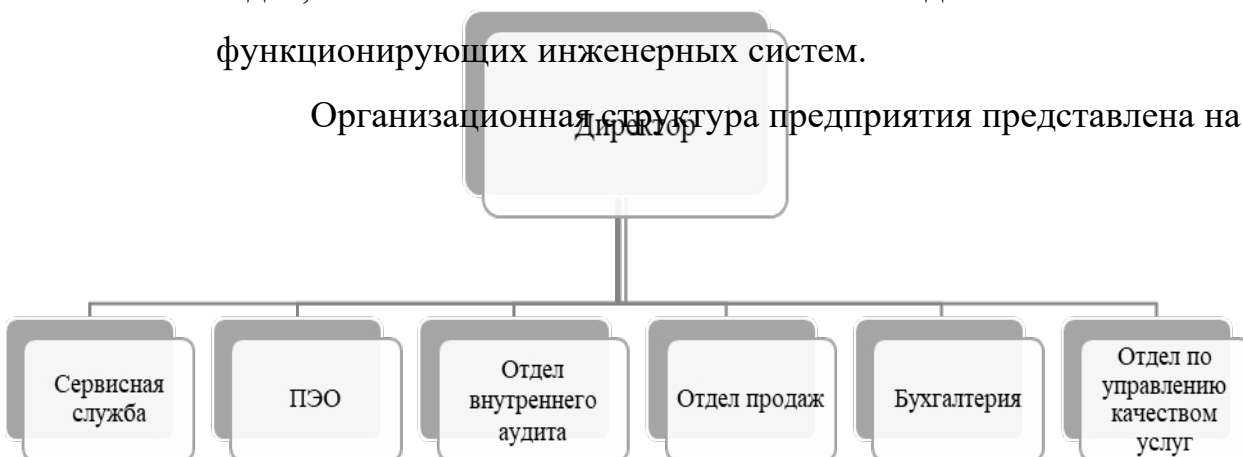 функционирующих инженерных систем.
Организационная структура предприятия представлена на
Директор
Сервисная
служба
ПЭО
Отдел
внутреннего
аудита
Отдел продаж
Бухгалтерия
Отдел по
управлению
качеством
услуг